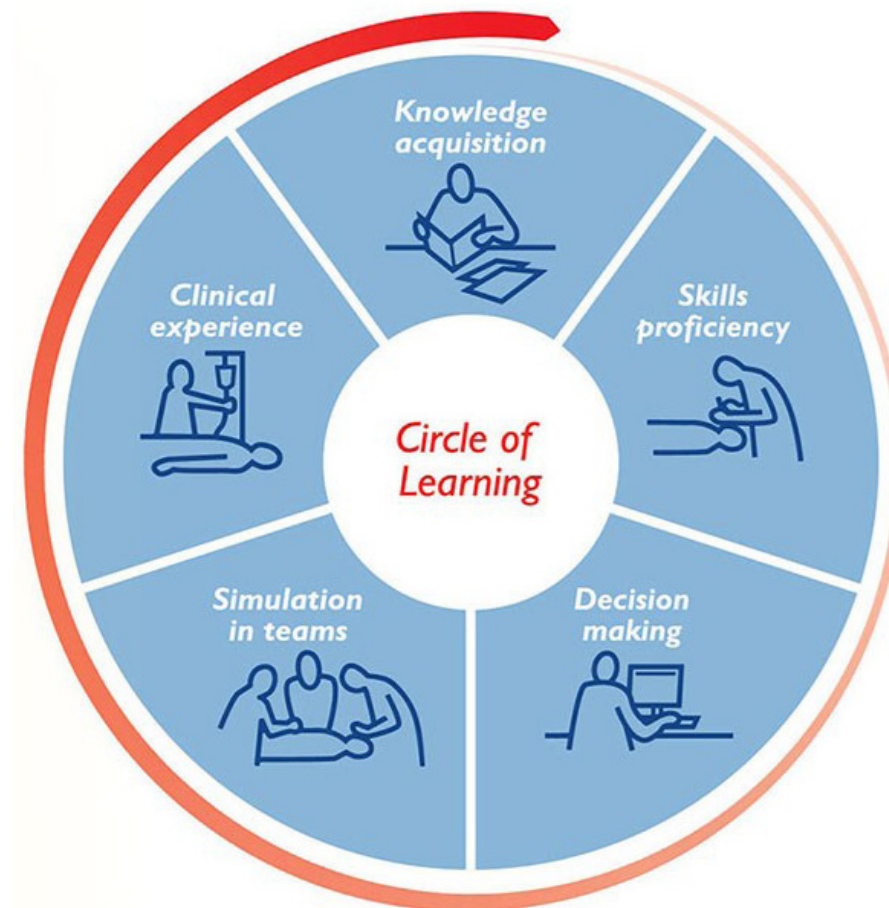 Knowledge
acquisition
Skills
proficiency
Decision
making
Simulation
in teams
Clinical
experience
Circle of
Learning